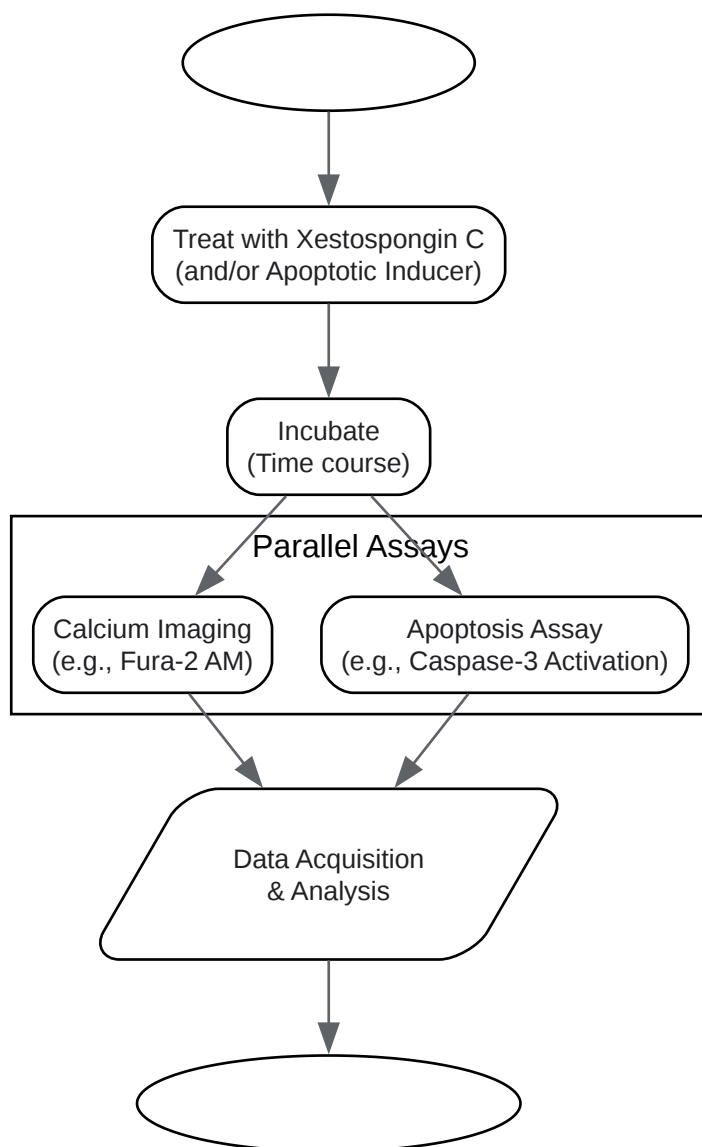 Treat with Xestospongin C
(and/or Apoptotic Inducer)
Incubate
(Time course)
Parallel Assays
Calcium Imaging
(e.g., Fura-2 AM)
Apoptosis Assay
(e.g., Caspase-3 Activation)
Data Acquisition
& Analysis